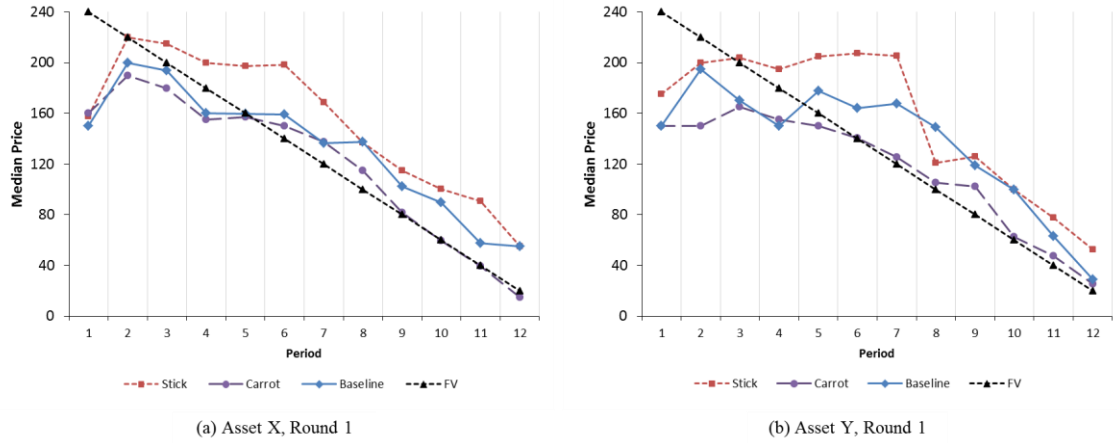 240
200
160
120
80
40
0
Median Price
1 2 3 4 5 6 7 8 9 10 11 12
Period
Stick Carrot Baseline FV
(a) Asset X, Round 1
240
200
160
120
80
40
0
Median Price
1 2 3 4 5 6 7 8 9 10 11 12
Period
Stick Carrot Baseline FV
(b) Asset Y, Round 1